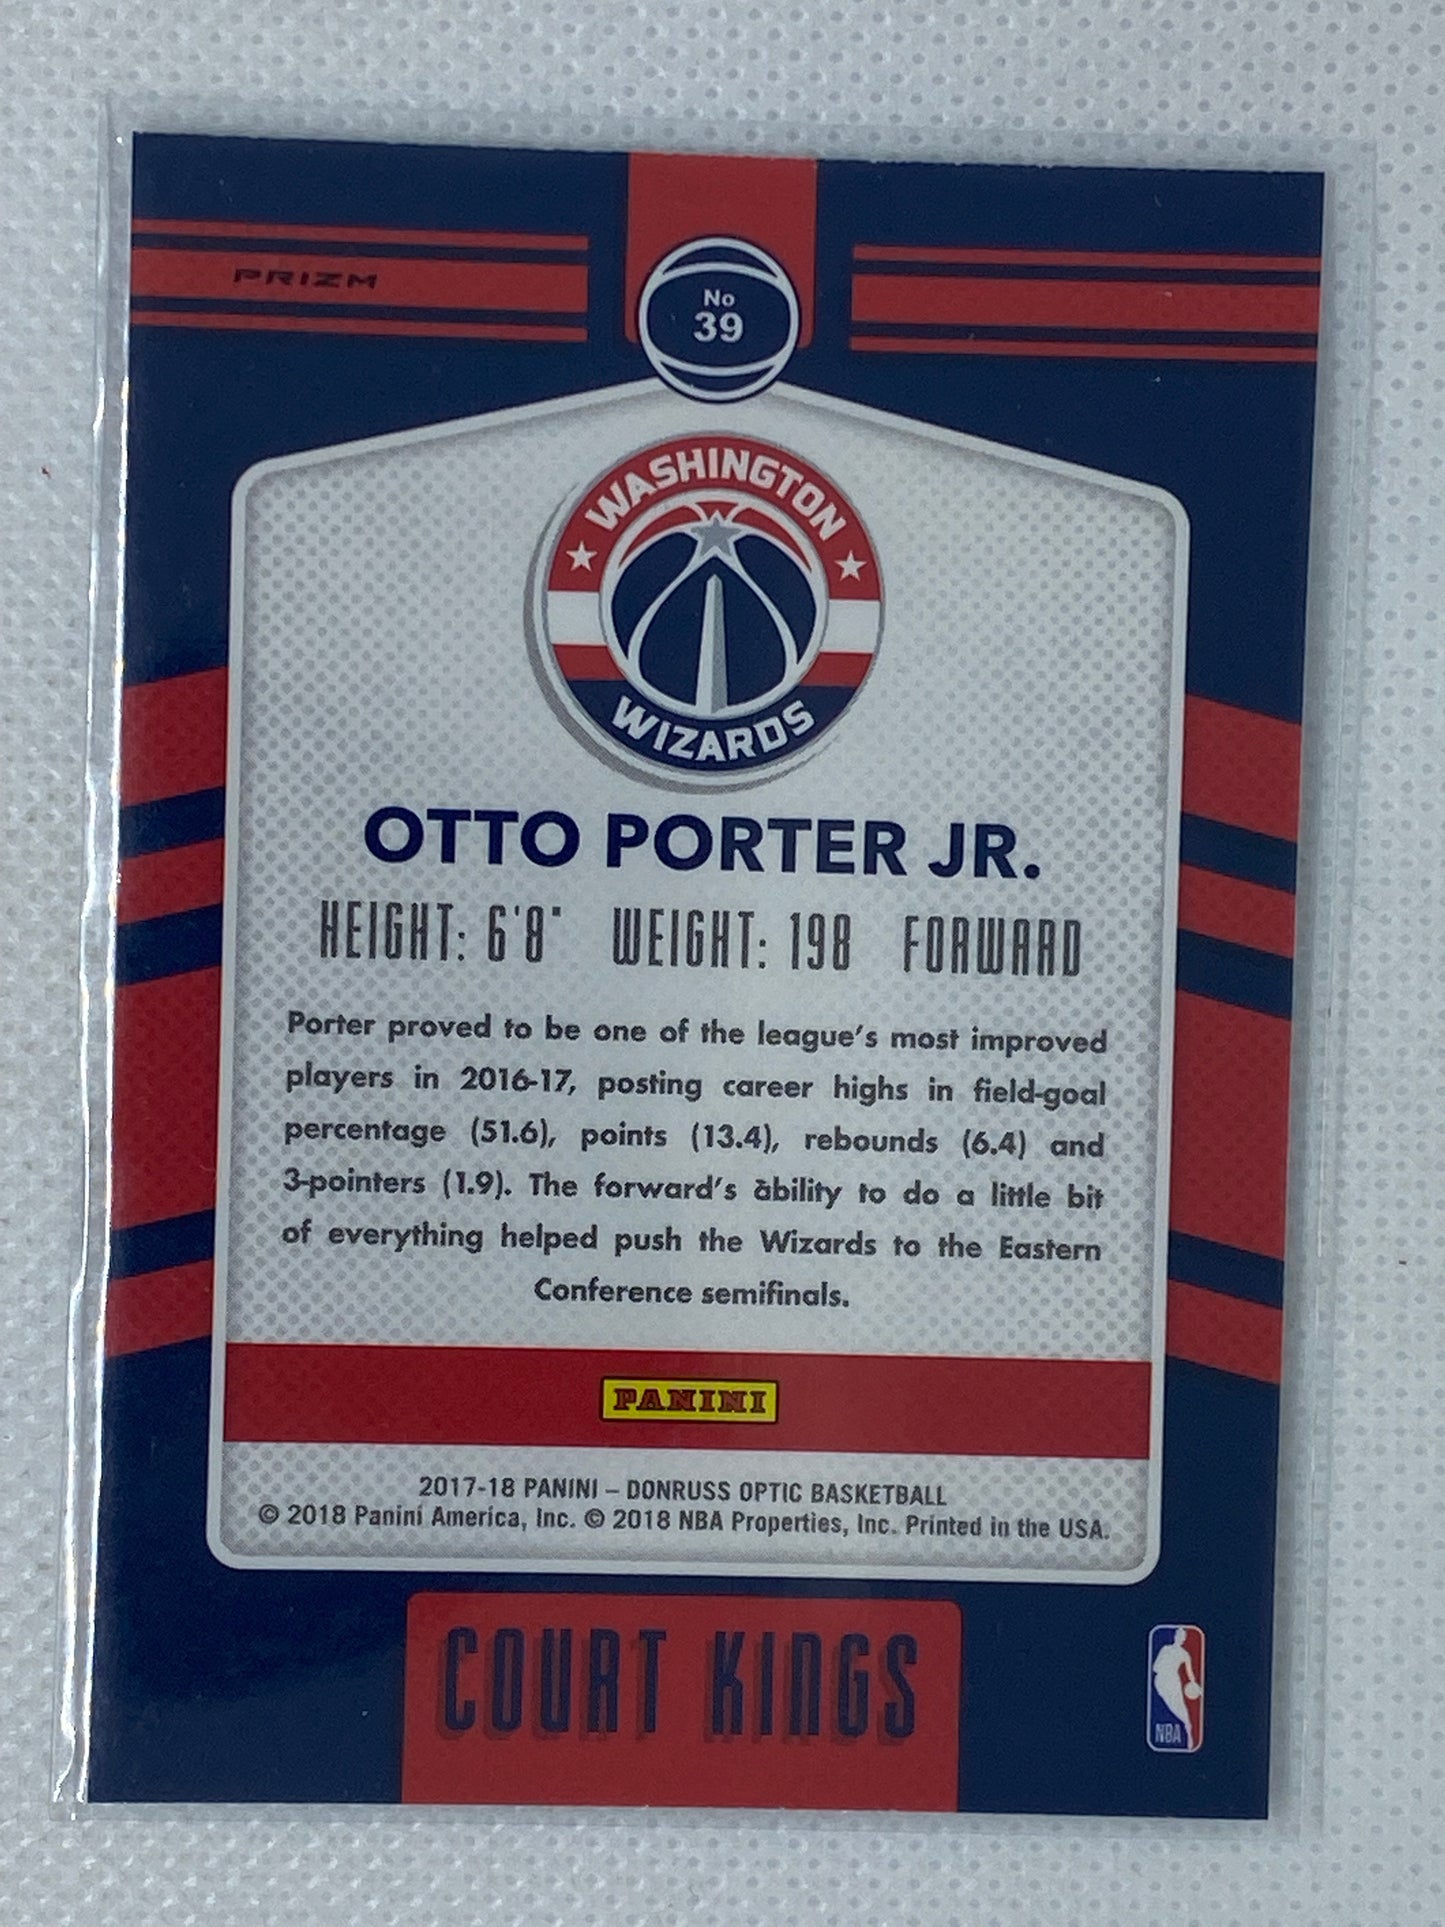 PRIZM
No
39
WASHINGTON
WIZARDS
OTTO PORTER JR.
HEIGHT: 6'8" WEIGHT: 198 FORWARD
Porter proved to be one of the league's most improved
players in 2016-17, posting career highs in field-goal
percentage (51.6), points (13.4), rebounds (6.4) and
3-pointers (1.9). The forward's ability to do a little bit
of everything helped push the Wizards to the Eastern
Conference semifinals.
PANINI
2017-18 PANINI – DONRUSS OPTIC BASKETBALL
© 2018 Panini America, Inc. © 2018 NBA Properties, Inc. Printed in the USA.
COURT KINGS
NBA